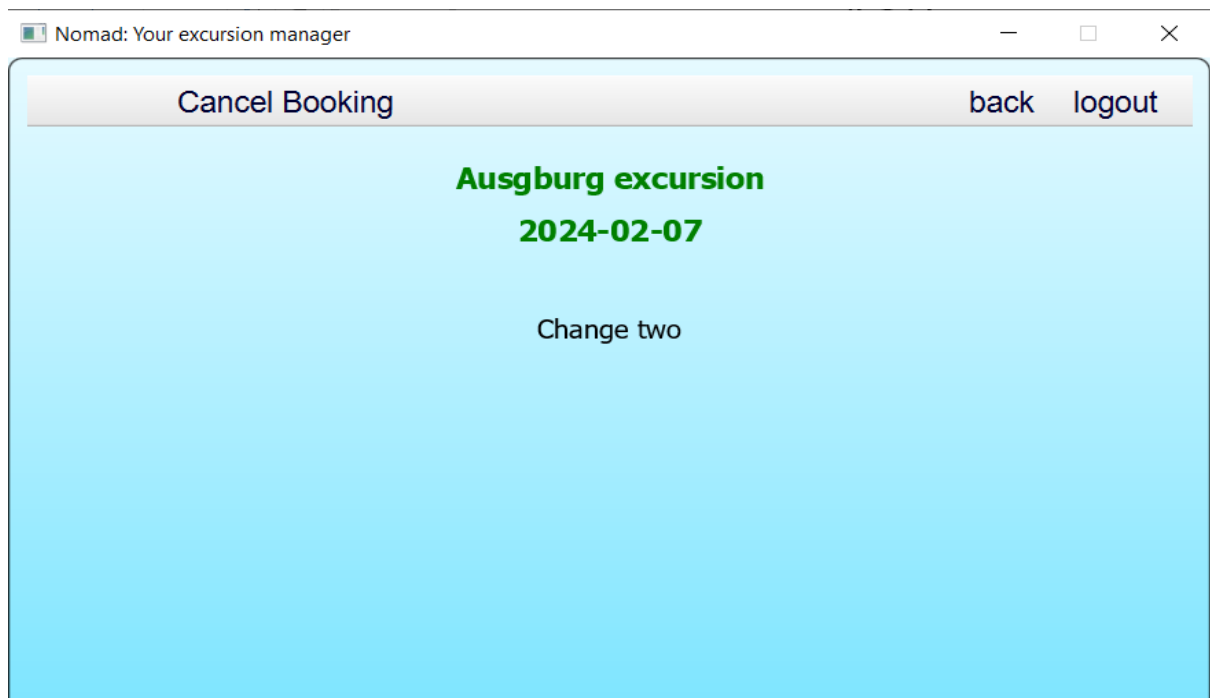 Nomad: Your excursion manager
Cancel Booking back logout
Ausgburg excursion
2024-02-07
Change two